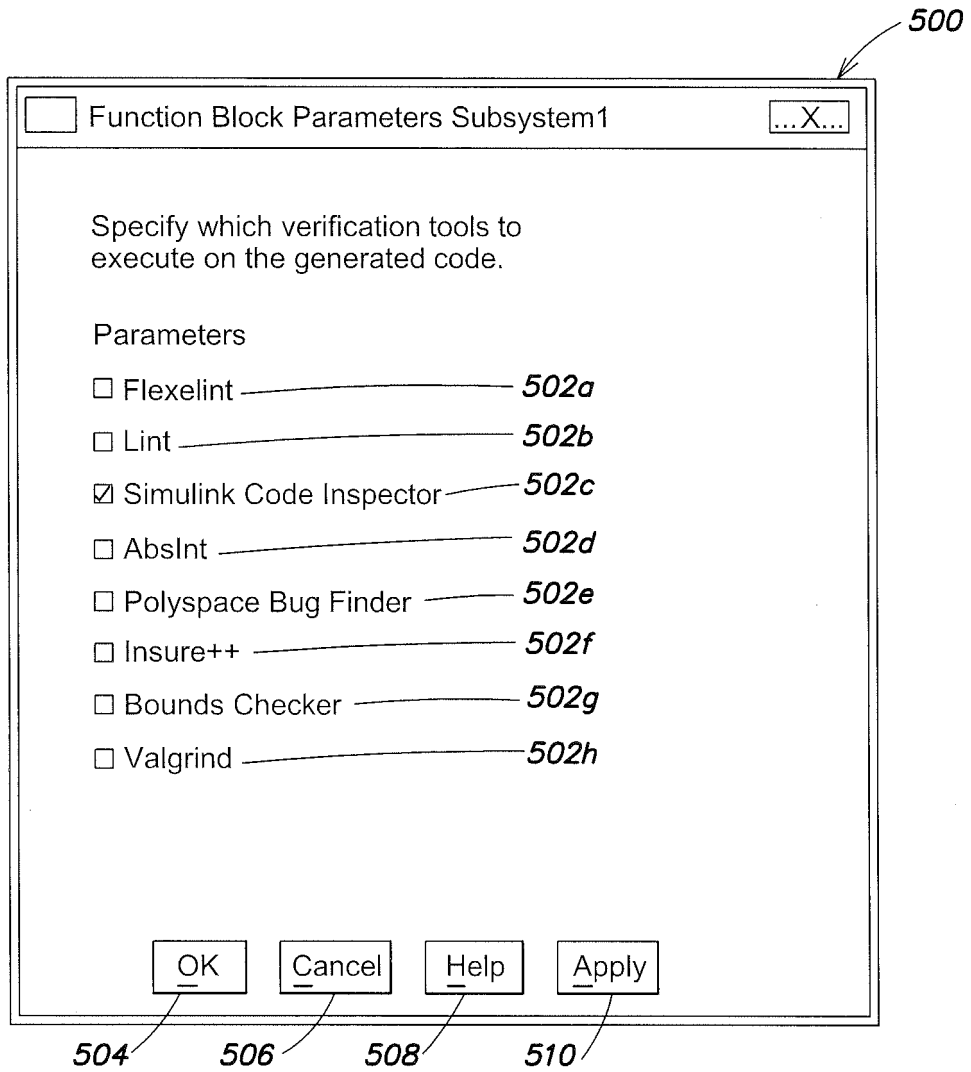 500
Function Block Parameters Subsystem1
...X...
Specify which verification tools to
execute on the generated code.
Parameters
Flexelint 502a
Lint 502b
Simulink Code Inspector 502c
AbsInt 502d
Polyspace Bug Finder 502e
Insure++ 502f
Bounds Checker 502g
Valgrind 502h
OK Cancel Help Apply
504 506 508 510